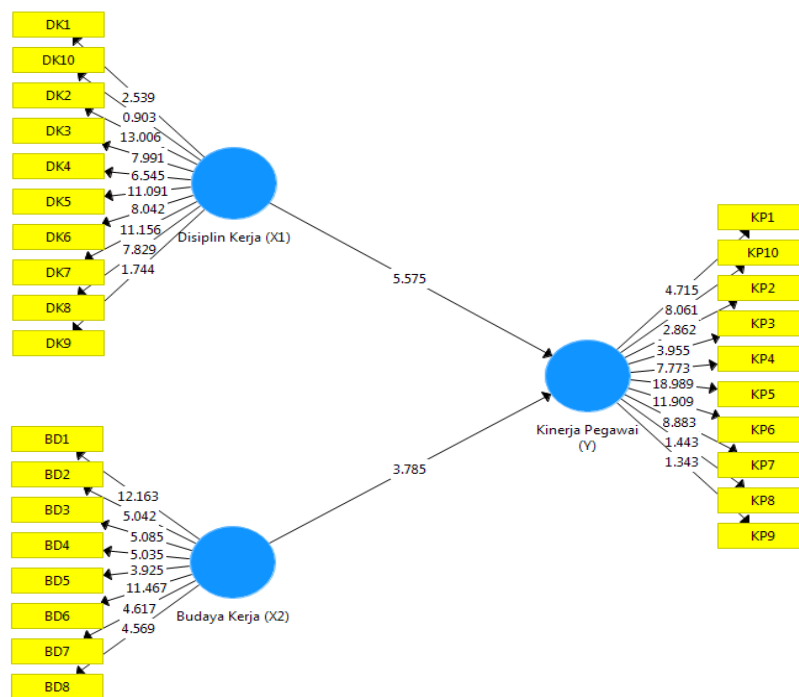 DK1
DK10
DK2
DK3
DK4
DK5
DK6
DK7
DK8
DK9
2.539
0.903
13.006
7.991
6.545
11.091
8.042
11.156
7.829
1.744
Disiplin Kerja (X1)
5.575
BD1
BD2
BD3
BD4
BD5
BD6
BD7
BD8
12.163
5.042
5.085
5.035
3.925
11.467
4.617
4.569
Budaya Kerja (X2)
3.785
Kinerja Pegawai
(Y)
4.715
8.061
2.862
3.955
7.773
18.989
11.909
8.883
1.443
1.343
KP1
KP10
KP2
KP3
KP4
KP5
KP6
KP7
KP8
KP9